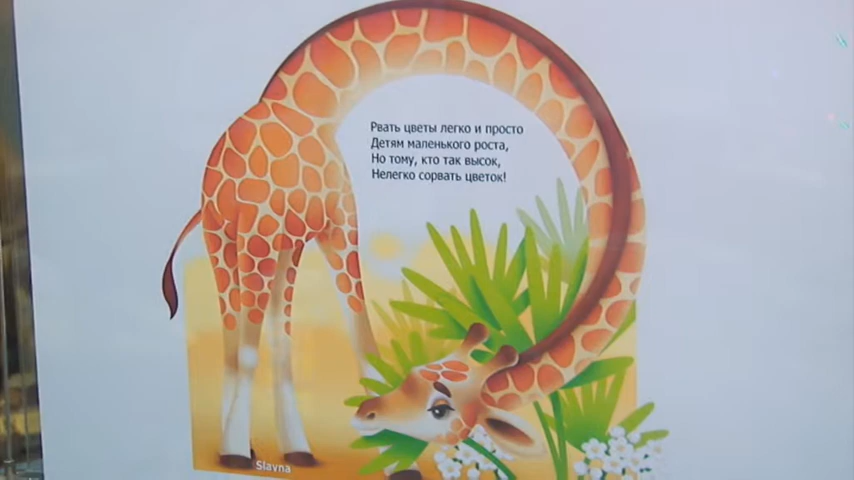 Рвать цветы легко и просто
Детям маленького роста,
Но тому, кто так высок,
Нелегко сорвать цветок!
Slavna